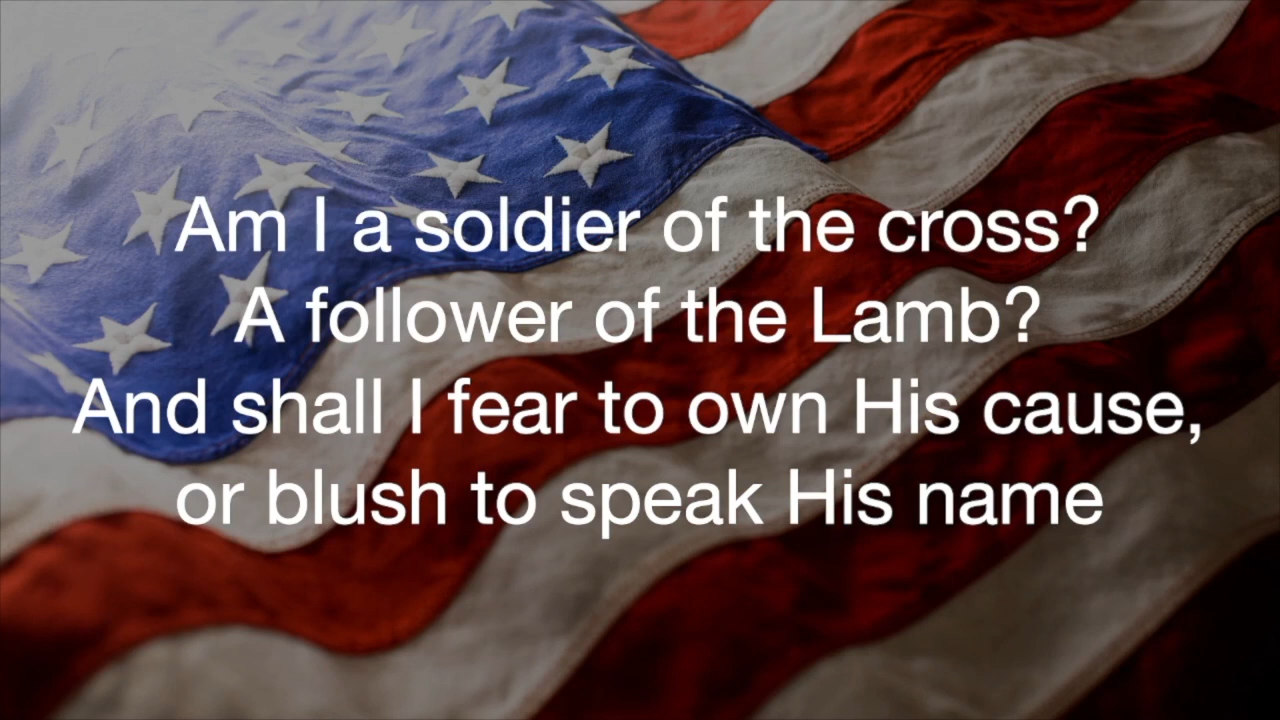 Am I a soldier of the cross?
A follower of the Lamb?
And shall I fear to own His cause,
or blush to speak His name